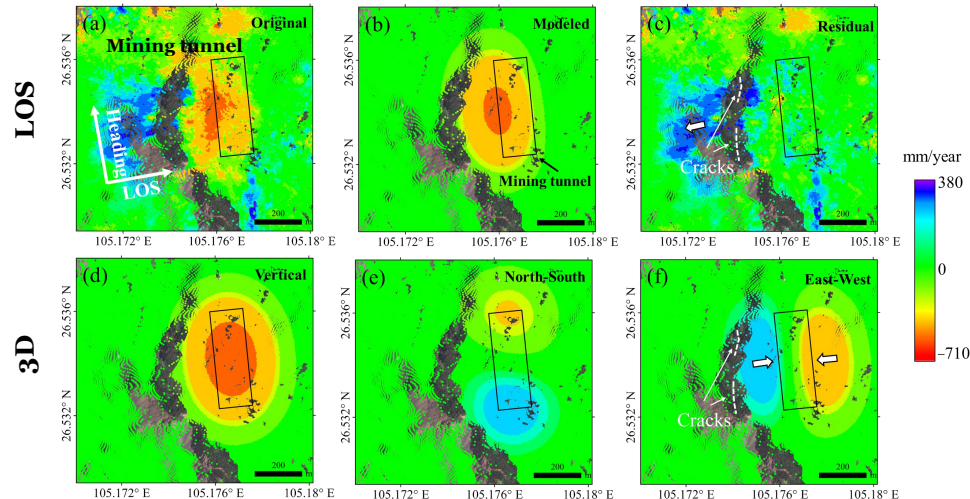 (a) Original
Mining tunnel
Heading
LOS
200
m
(b) Modeled
Mining tunnel
200
m
(c) Residual
Cracks
200
m
LOS
26.536° N
26.532° N
26.536° N
26.532° N
26.536° N
26.532° N
105.172° E 105.176° E 105.18° E
105.172° E 105.176° E 105.18° E
105.172° E 105.176° E 105.18° E
mm/year
380
0
–710
3D
(d) Vertical
200
m
(e) North-South
200
m
(f) East-West
Cracks
200
m
26.536° N
26.532° N
26.536° N
26.532° N
26.536° N
26.532° N
105.172° E 105.176° E 105.18° E
105.172° E 105.176° E 105.18° E
105.172° E 105.176° E 105.18° E